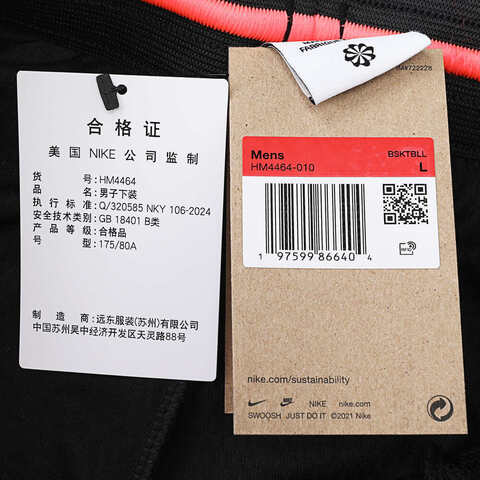 合格证
美国 NIKE 公司监制
货号: HM4464
品名: 男子下装
执行标准: Q/320585 NKY 106-2024
安全技术类别: GB 18401 B类
产品等级: 合格品
型号: 175/80A
制造商: 远东服装(苏州)有限公司
中国苏州吴中经济开发区天灵路88号
RA#722228
Mens
BSKTBLL
HM4464-010
L
1 97599 86640 4
RFID
nike.com/sustainability
NIKE nike.com
SWOOSH JUST DO IT ©2021 Nike